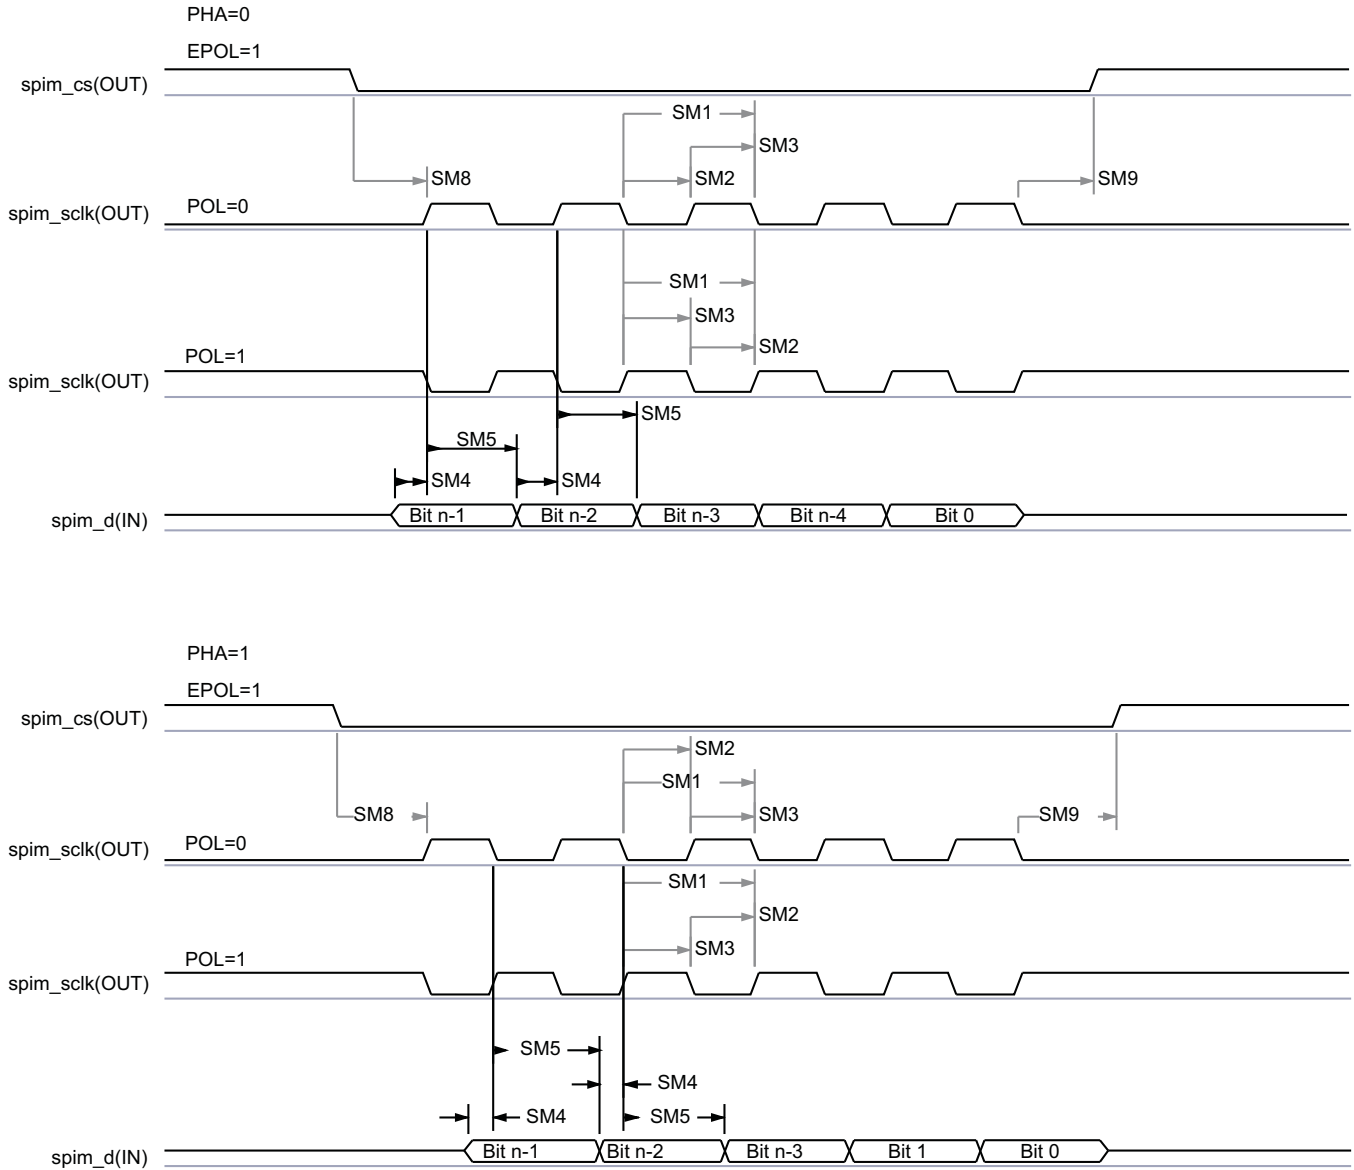 PHA=0
EPOL=1
spim_cs(OUT)
SM1
SM3
SM8
SM2
SM9
POL=0
spim_sclk(OUT)
SM1
SM3
SM2
POL=1
spim_sclk(OUT)
SM5
SM5
SM4
SM4
spim_d(IN)
Bit n-1
Bit n-2
Bit n-3
Bit n-4
Bit 0
PHA=1
EPOL=1
spim_cs(OUT)
SM2
SM1
SM8
SM3
SM9
POL=0
spim_sclk(OUT)
SM1
SM2
SM3
POL=1
spim_sclk(OUT)
SM5
SM4
SM4
SM5
spim_d(IN)
Bit n-1
Bit n-2
Bit n-3
Bit 1
Bit 0